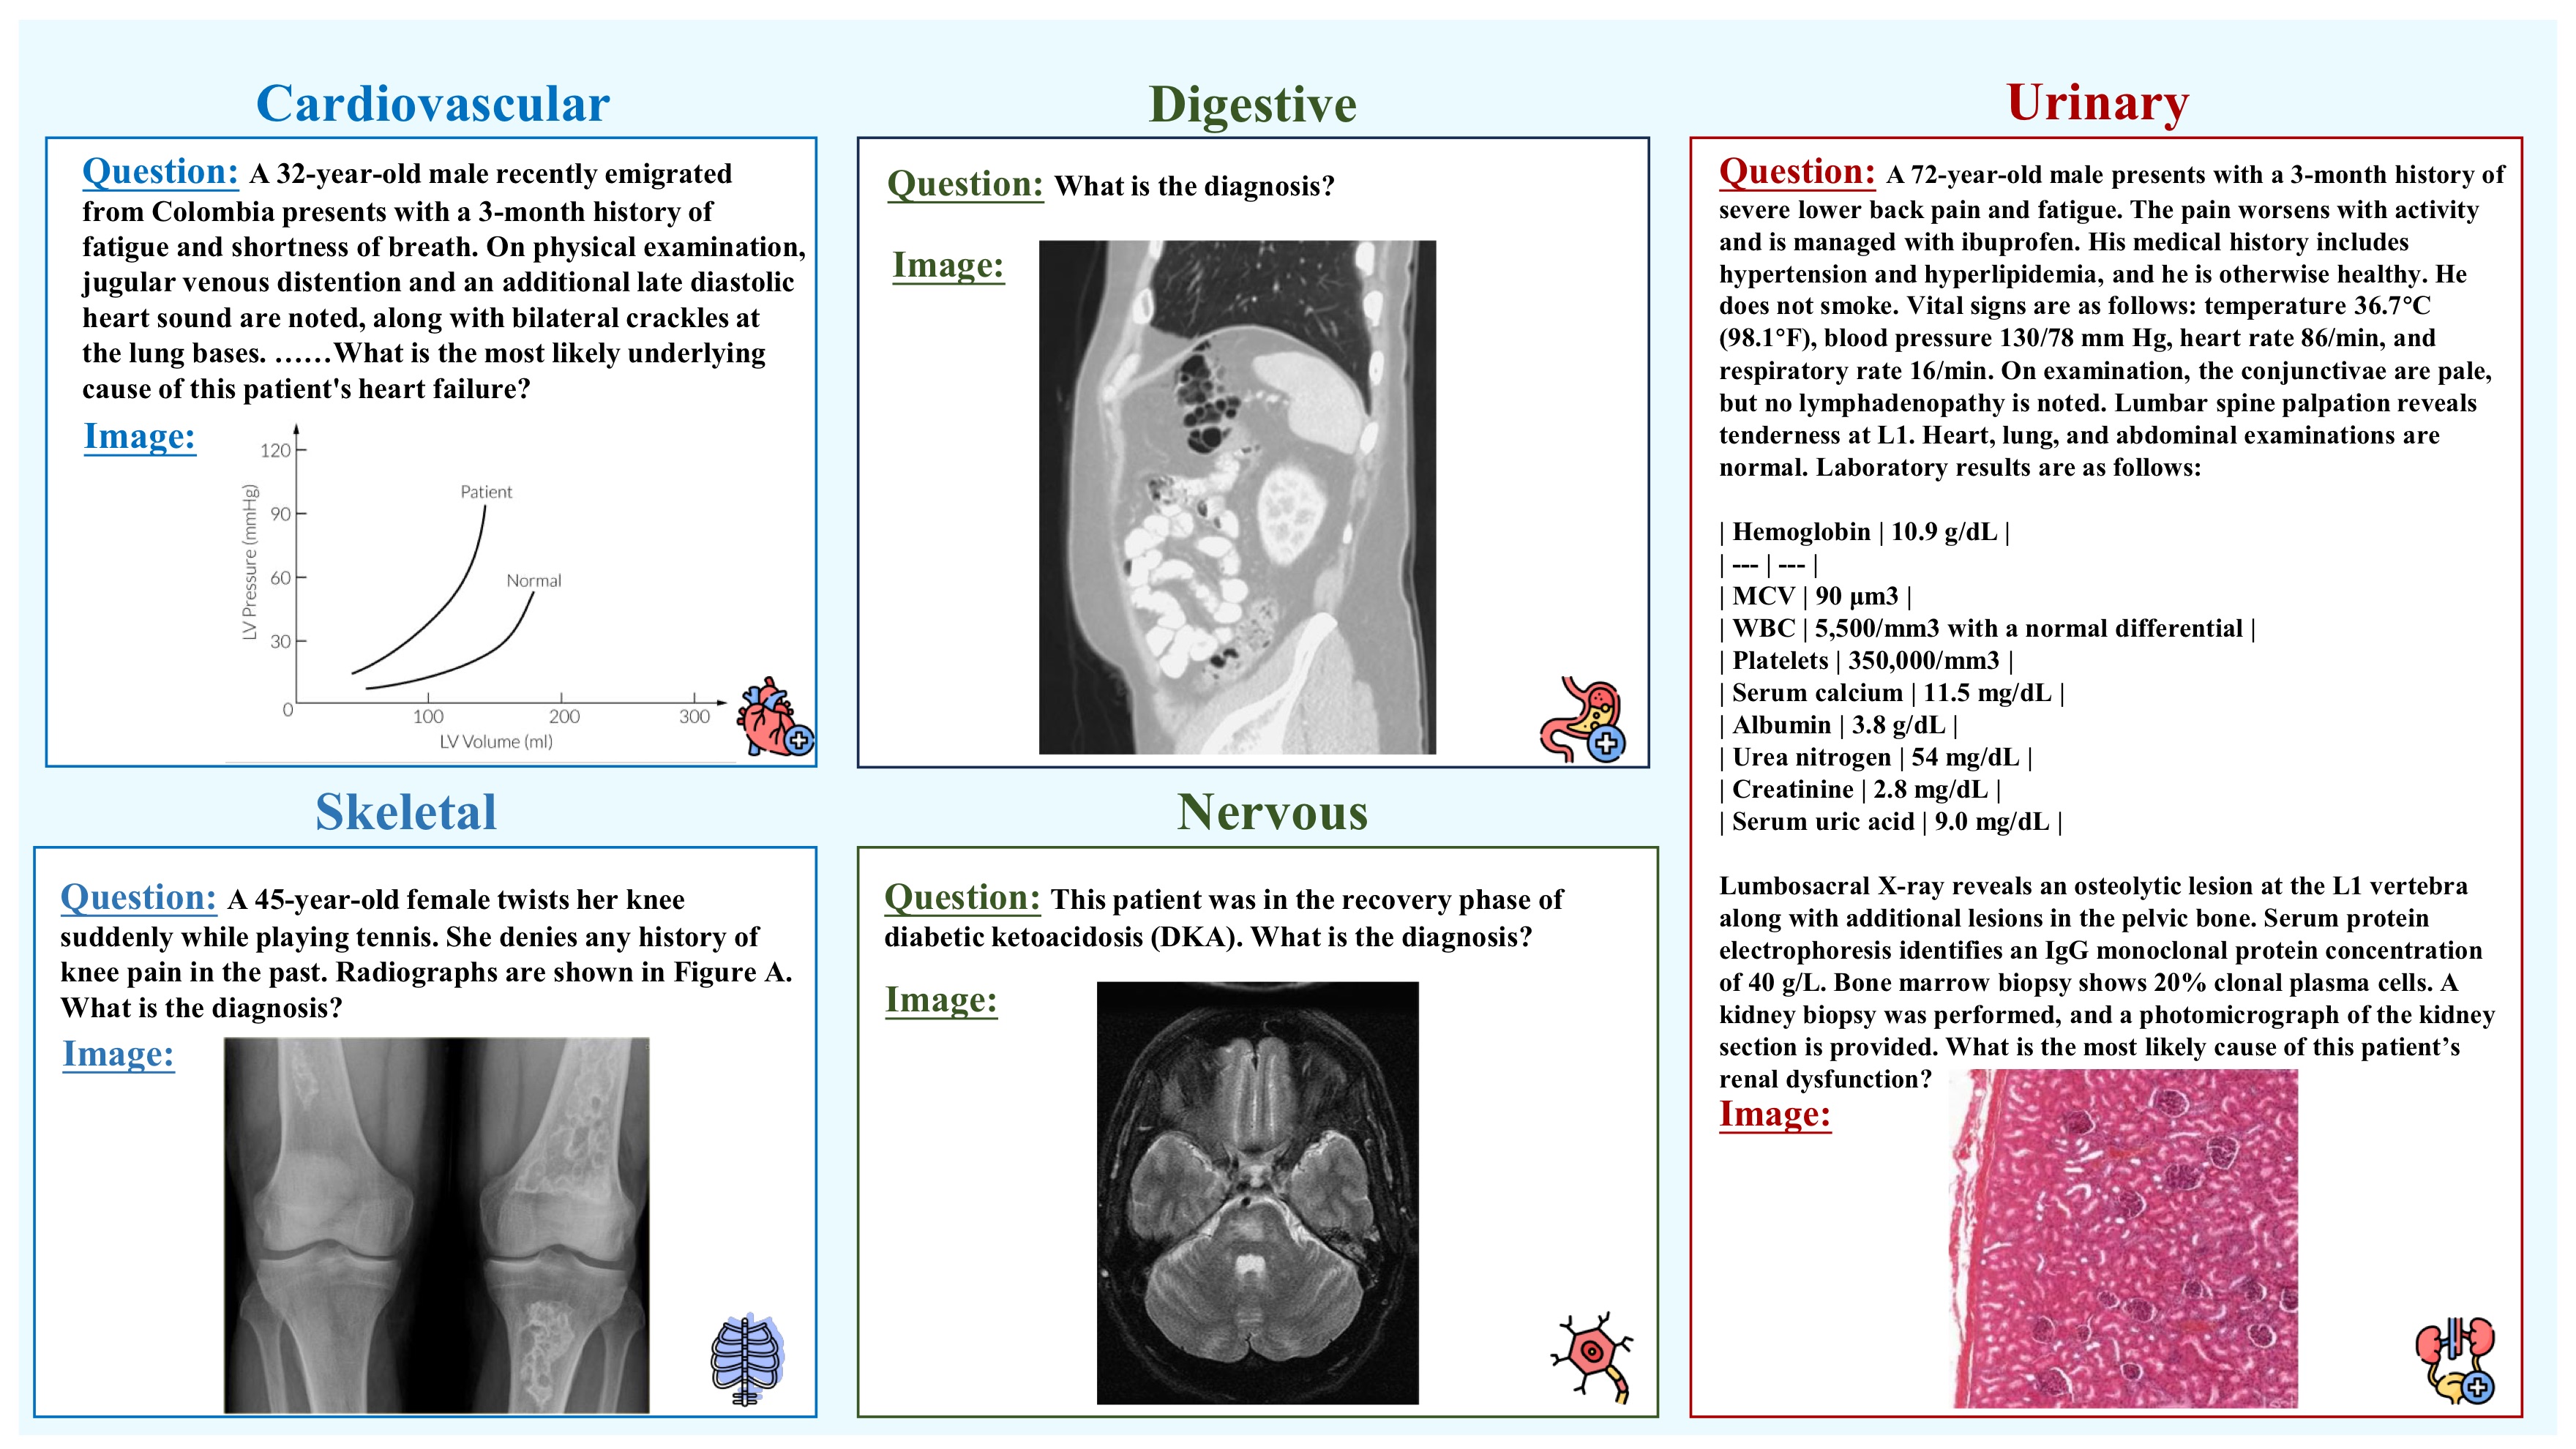 Cardiovascular
Question: A 32-year-old male recently emigrated
from Colombia presents with a 3-month history of
fatigue and shortness of breath. On physical examination,
jugular venous distention and an additional late diastolic
heart sound are noted, along with bilateral crackles at
the lung bases. ……What is the most likely underlying
cause of this patient's heart failure?
Image:
120
90
60
30
0
100
200
300
LV Pressure (mmHg)
LV Volume (ml)
Patient
Normal
Digestive
Question: What is the diagnosis?
Image:
Urinary
Question: A 72-year-old male presents with a 3-month history of
severe lower back pain and fatigue. The pain worsens with activity
and is managed with ibuprofen. His medical history includes
hypertension and hyperlipidemia, and he is otherwise healthy. He
does not smoke. Vital signs are as follows: temperature 36.7°C
(98.1°F), blood pressure 130/78 mm Hg, heart rate 86/min, and
respiratory rate 16/min. On examination, the conjunctivae are pale,
but no lymphadenopathy is noted. Lumbar spine palpation reveals
tenderness at L1. Heart, lung, and abdominal examinations are
normal. Laboratory results are as follows:
| Hemoglobin | 10.9 g/dL |
| --- | --- |
| MCV | 90 μm3 |
| WBC | 5,500/mm3 with a normal differential |
| Platelets | 350,000/mm3 |
| Serum calcium | 11.5 mg/dL |
| Albumin | 3.8 g/dL |
| Urea nitrogen | 54 mg/dL |
| Creatinine | 2.8 mg/dL |
| Serum uric acid | 9.0 mg/dL |
Lumbosacral X-ray reveals an osteolytic lesion at the L1 vertebra
along with additional lesions in the pelvic bone. Serum protein
electrophoresis identifies an IgG monoclonal protein concentration
of 40 g/L. Bone marrow biopsy shows 20% clonal plasma cells. A
kidney biopsy was performed, and a photomicrograph of the kidney
section is provided. What is the most likely cause of this patient’s
renal dysfunction?
Image:
Skeletal
Question: A 45-year-old female twists her knee
suddenly while playing tennis. She denies any history of
knee pain in the past. Radiographs are shown in Figure A.
What is the diagnosis?
Image:
Nervous
Question: This patient was in the recovery phase of
diabetic ketoacidosis (DKA). What is the diagnosis?
Image: